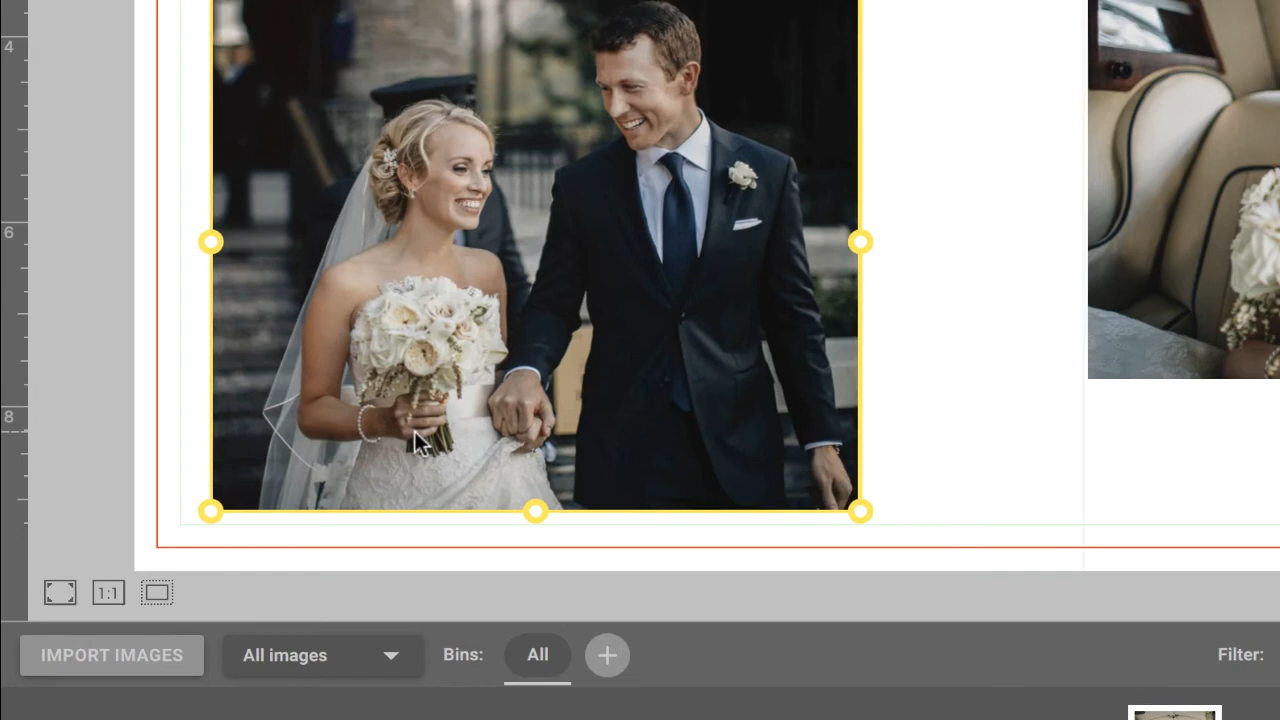 4
6
8
1:1
IMPORT IMAGES
All images
Bins:
All
Filter: